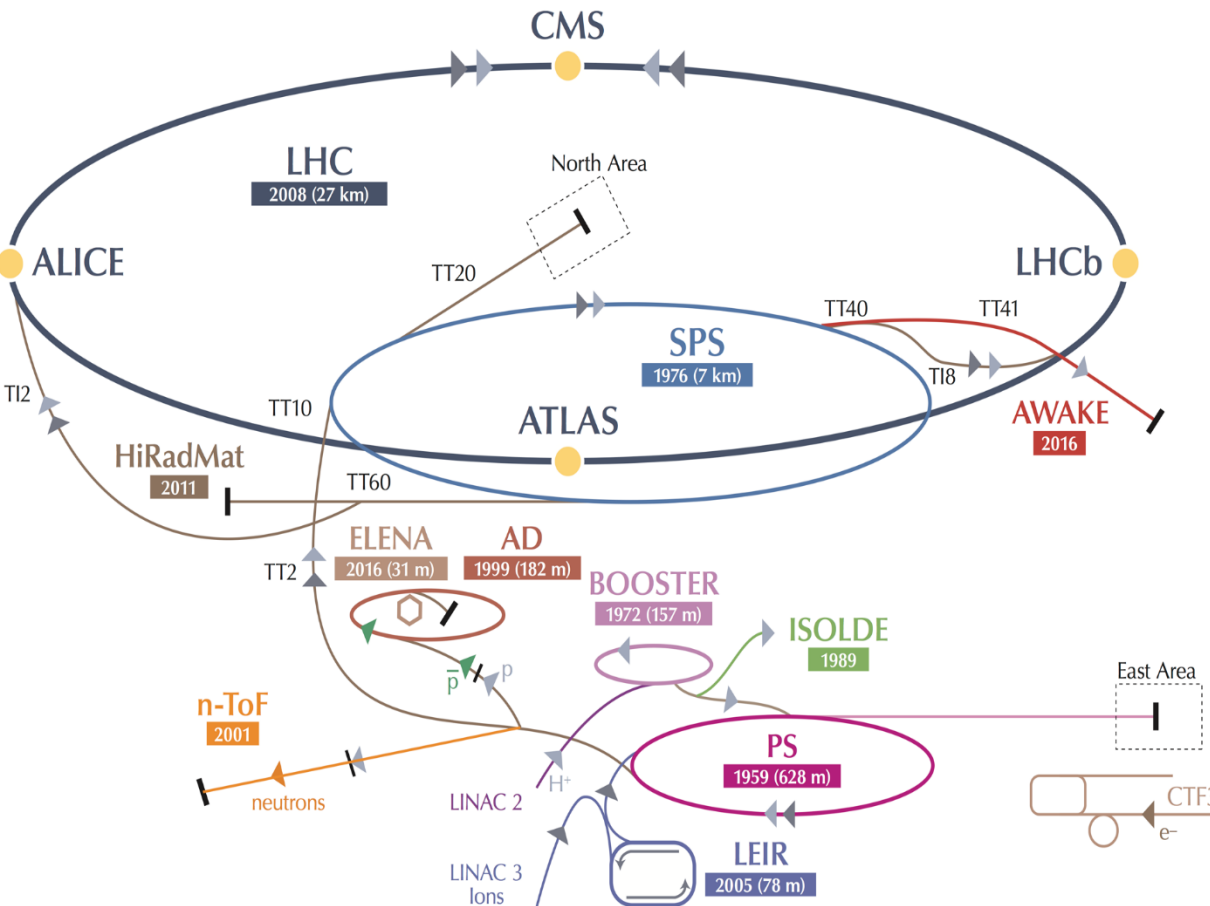 CMS
LHC
2008 (27 km)
North Area
ALICE
LHCb
TT20
TT40
TT41
SPS
1976 (7 km)
TI8
TI2
TT10
ATLAS
AWAKE
2016
HiRadMat
2011
TT60
ELENA
2016 (31 m)
AD
1999 (182 m)
TT2
BOOSTER
1972 (157 m)
ISOLDE
1989
p̅
p
East Area
n-ToF
2001
PS
1959 (628 m)
neutrons
LINAC 2
H⁺
CTF3
e⁻
LEIR
2005 (78 m)
LINAC 3
Ions